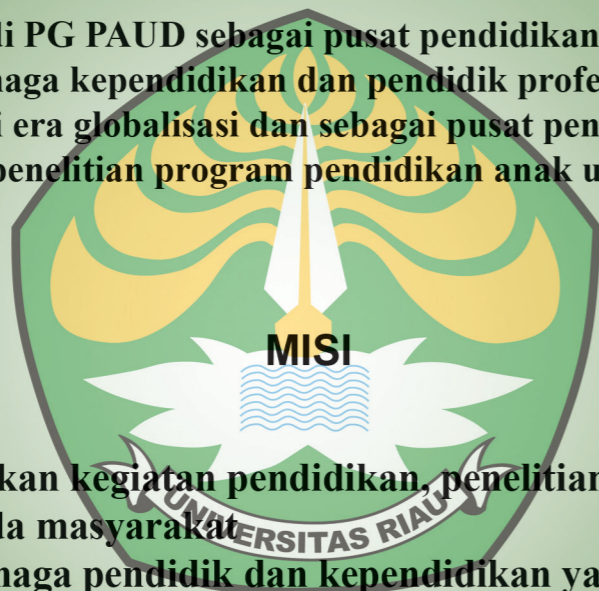 di PG PAUD sebagai pusat pendidikan
naga kependidikan dan pendidik profe
i era globalisasi dan sebagai pusat pen
penelitian program pendidikan anak u
MISI
kan kegiatan pendidikan, penelitian
da masyarakat
UNIVERSITAS RIAU
naga pendidik dan kependidikan ya